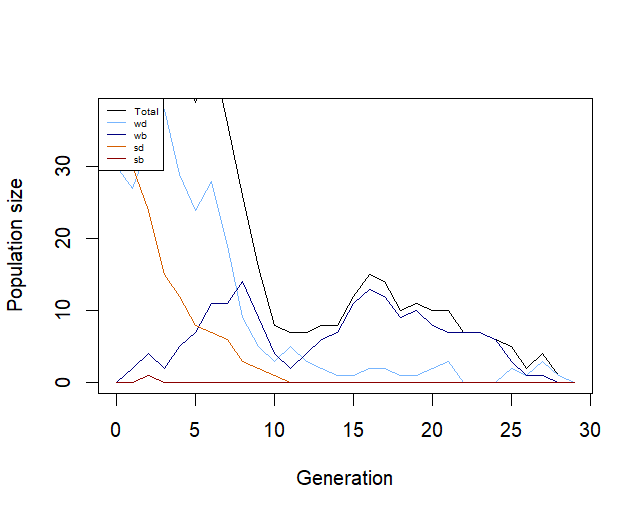 Total
wd
wb
sd
sb
Population size
30
20
10
0
0 5 10 15 20 25 30
Generation